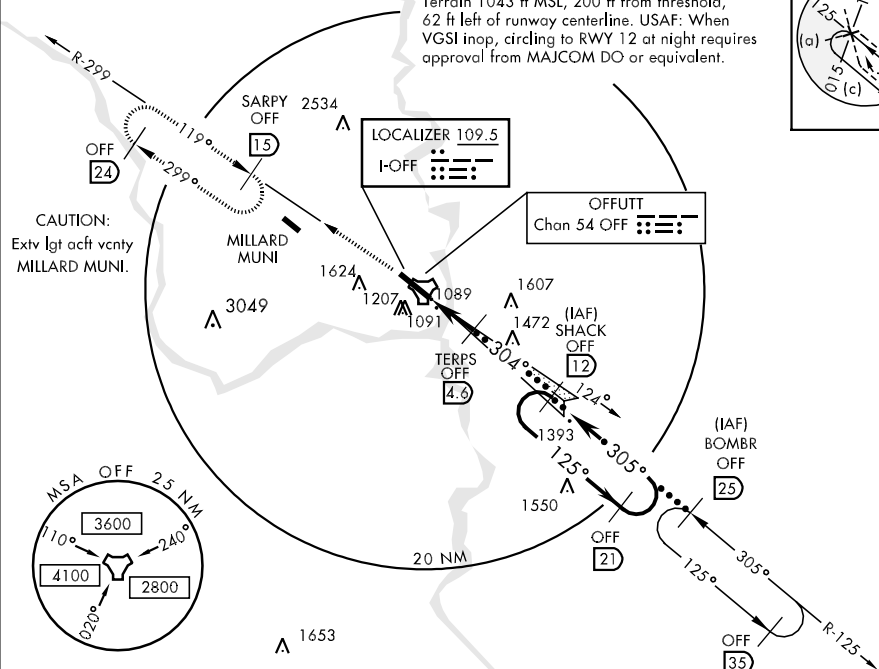 Terrain 1043 ft MSL, 200 ft from threshold,
62 ft left of runway centerline. USAF: When
VGSI inop, circling to RWY 12 at night requires
approval from MAJCOM DO or equivalent.
125
(a)
015
(c)
R-299
SARPY
OFF
15
2534
119°
299°
OFF
24
LOCALIZER 109.5
I-OFF
OFFUTT
Chan 54 OFF
CAUTION:
Extv lgt acft vcnty
MILLARD MUNI.
MILLARD
MUNI
1624
1207
1089
1091
1607
1472
3049
(IAF)
SHACK
OFF
12
TERPS
OFF
4.6
304°
124°
1393
125°
305°
(IAF)
BOMBR
OFF
25
1550
OFF
21
20 NM
305°
125°
OFF
35
R-125
MSA OFF 25 NM
3600
110°
240°
4100
2800
020°
1653